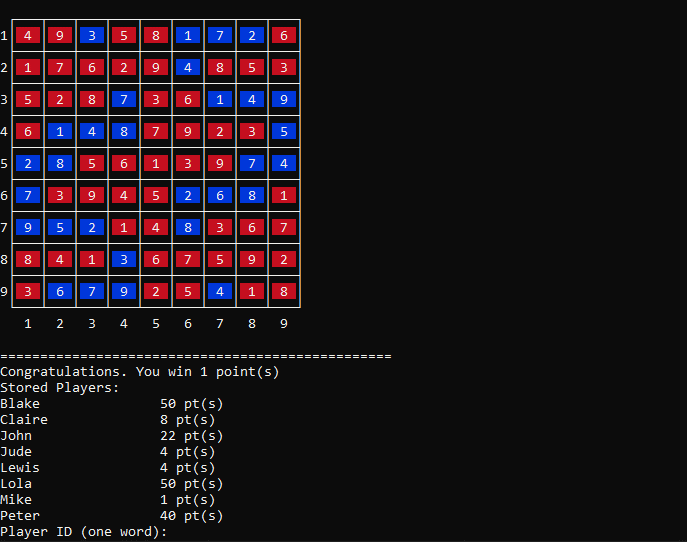 1 4 9 3 5 8 1 7 2 6
2 1 7 6 2 9 4 8 5 3
3 5 2 8 7 3 6 1 4 9
4 6 1 4 8 7 9 2 3 5
5 2 8 5 6 1 3 9 7 4
6 7 3 9 4 5 2 6 8 1
7 9 5 2 1 4 8 3 6 7
8 8 4 1 3 6 7 5 9 2
9 3 6 7 9 2 5 4 1 8
1 2 3 4 5 6 7 8 9
=================================================
Congratulations. You win 1 point(s)
Stored Players:
Blake 50 pt(s)
Claire 8 pt(s)
John 22 pt(s)
Jude 4 pt(s)
Lewis 4 pt(s)
Lola 50 pt(s)
Mike 1 pt(s)
Peter 40 pt(s)
Player ID (one word):